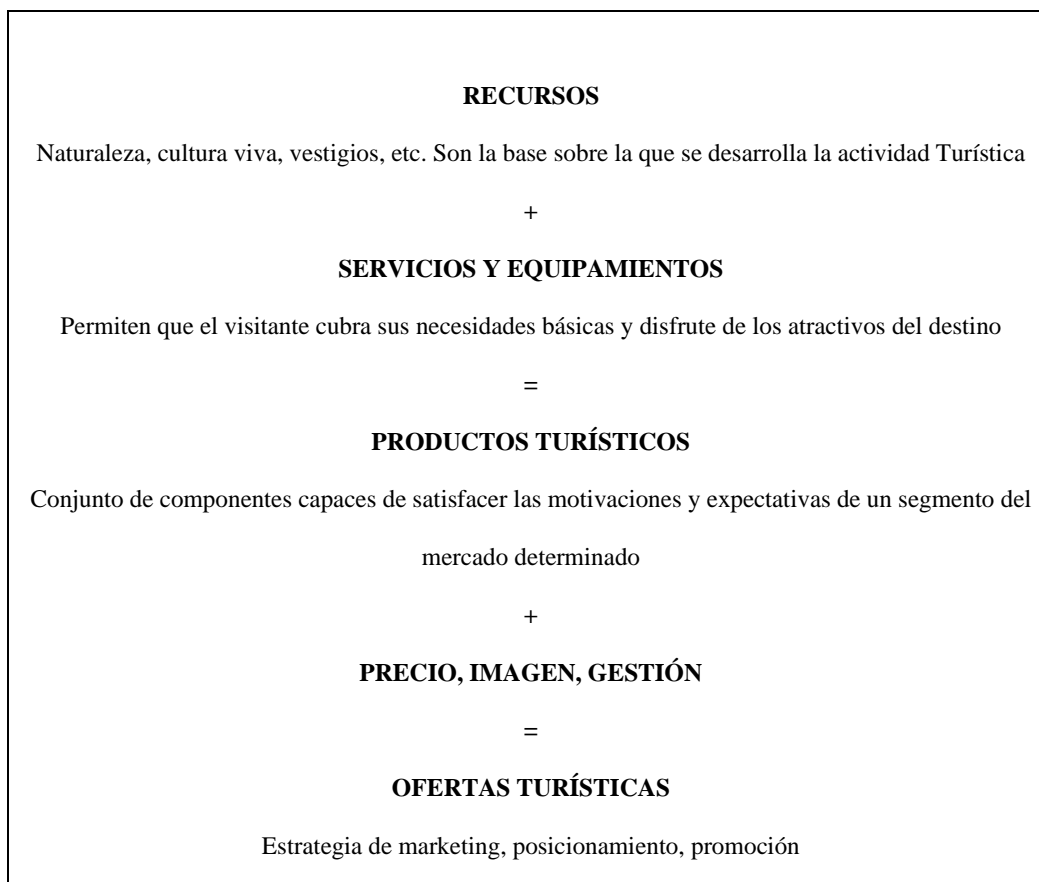 RECURSOS
Naturaleza, cultura viva, vestigios, etc. Son la base sobre la que se desarrolla la actividad Turística
+
SERVICIOS Y EQUIPAMIENTOS
Permiten que el visitante cubra sus necesidades básicas y disfrute de los atractivos del destino
=
PRODUCTOS TURÍSTICOS
Conjunto de componentes capaces de satisfacer las motivaciones y expectativas de un segmento del
mercado determinado
+
PRECIO, IMAGEN, GESTIÓN
=
OFERTAS TURÍSTICAS
Estrategia de marketing, posicionamiento, promoción